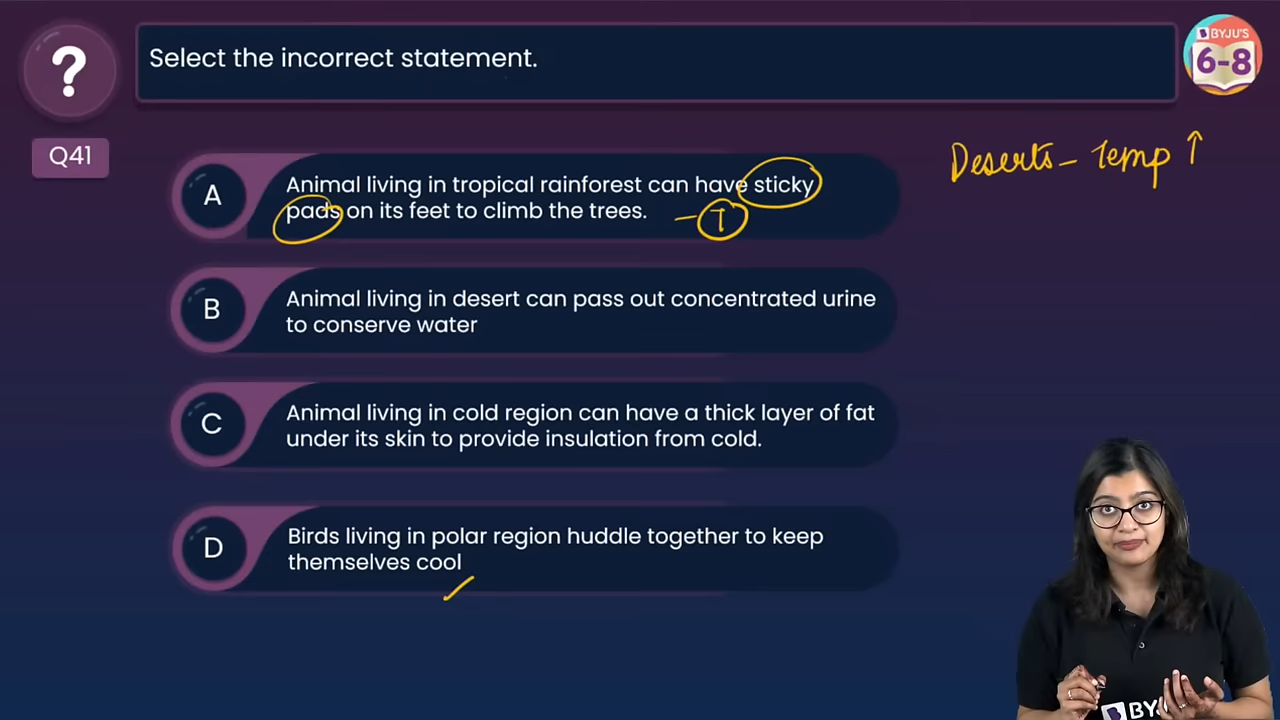 ?
Select the incorrect statement.
BYJU'S
6-8
Q41
Deserts - Temp ↑
A
Animal living in tropical rainforest can have sticky
pads on its feet to climb the trees. - T
B
Animal living in desert can pass out concentrated urine
to conserve water
C
Animal living in cold region can have a thick layer of fat
under its skin to provide insulation from cold.
D
Birds living in polar region huddle together to keep
themselves cool
BY